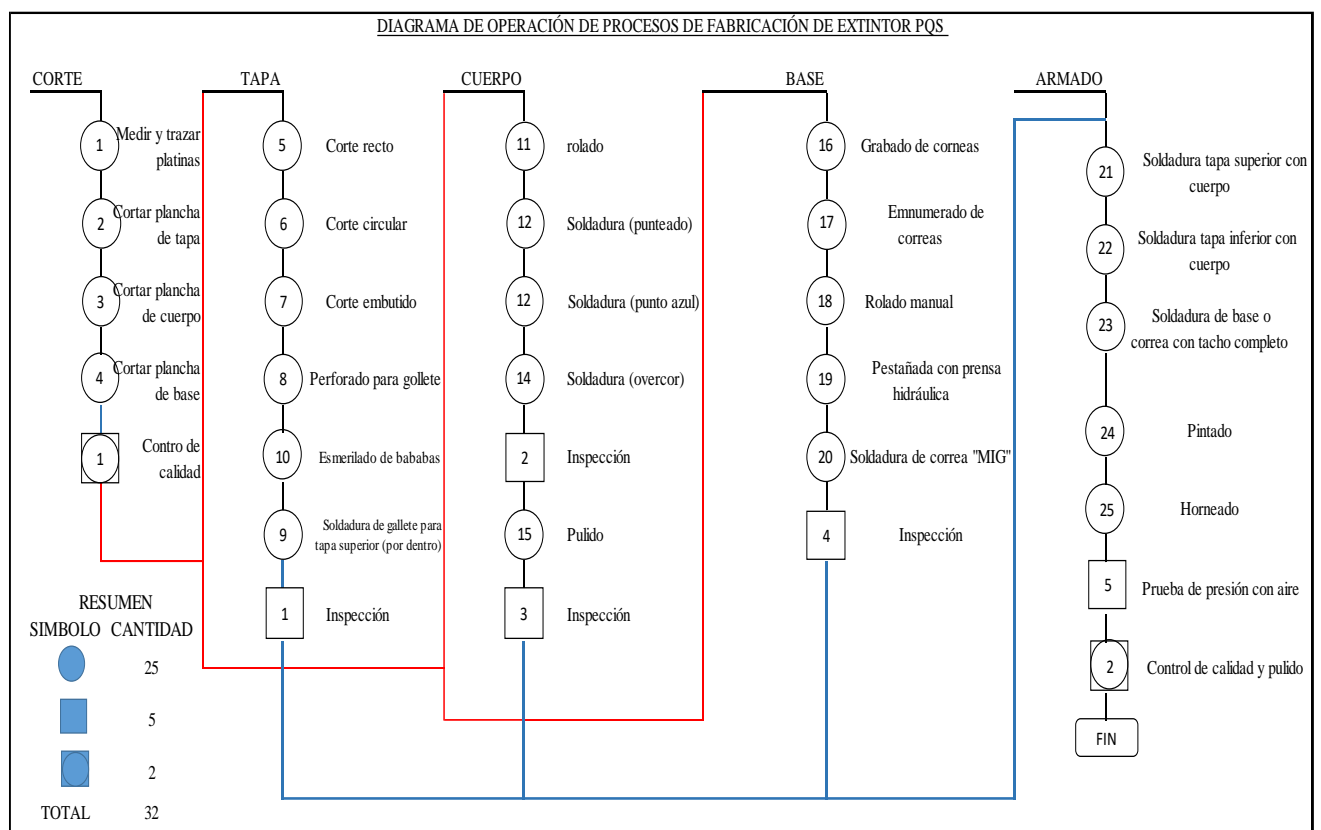 DIAGRAMA DE OPERACIÓN DE PROCESOS DE FABRICACIÓN DE EXTINTOR PQS
CORTE
1
Medir y trazar
platinas
2
Cortar plancha
de tapa
3
Cortar plancha
de cuerpo
4
Cortar plancha
de base
1
Contro de
calidad
TAPA
5
Corte recto
6
Corte circular
7
Corte embutido
8
Perforado para gollete
10
Esmerilado de bababas
9
Soldadura de gallete para
tapa superior (por dentro)
1
Inspección
CUERPO
11
rolado
12
Soldadura (punteado)
12
Soldadura (punto azul)
14
Soldadura (overcor)
2
Inspección
15
Pulido
3
Inspección
BASE
16
Grabado de corneas
17
Emnumerado de
correas
18
Rolado manual
19
Pestañada con prensa
hidráulica
20
Soldadura de correa "MIG"
4
Inspección
ARMADO
21
Soldadura tapa superior con
cuerpo
22
Soldadura tapa inferior con
cuerpo
23
Soldadura de base o
correa con tacho completo
24
Pintado
25
Horneado
5
Prueba de presión con aire
2
Control de calidad y pulido
FIN
RESUMEN
SIMBOLO CANTIDAD
25
5
2
TOTAL 32